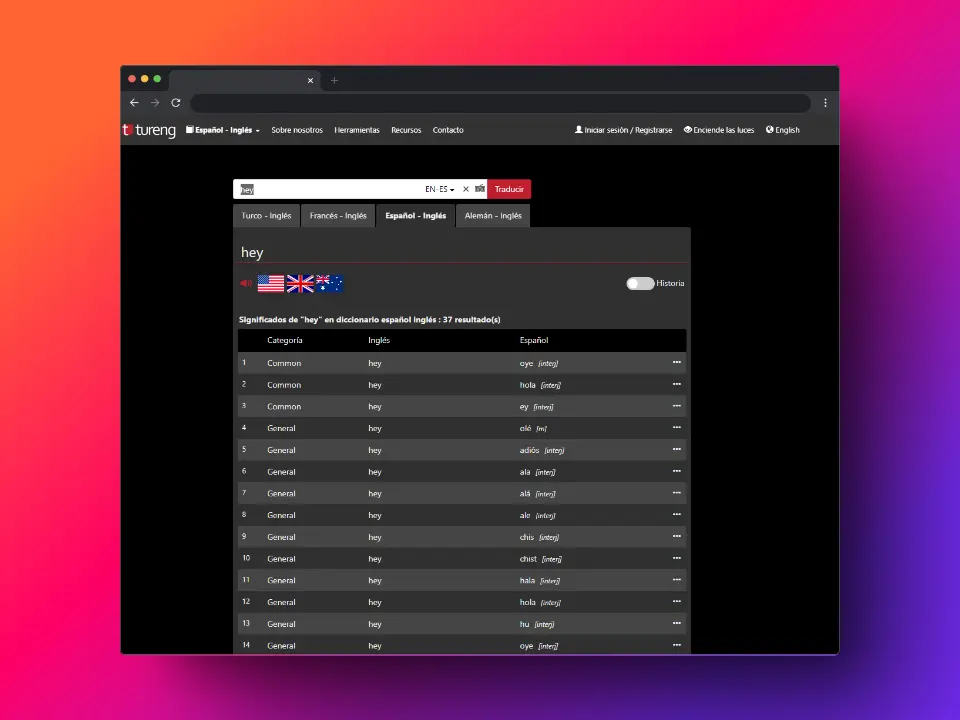 tureng Español - Inglés Sobre nosotros Herramientas Recursos Contacto Iniciar sesión / Registrarse Enciende las luces English
hey EN-ES Traducir
Turco - Inglés Francés - Inglés Español - Inglés Alemán - Inglés
hey
Historia
Significados de "hey" en diccionario español inglés : 37 resultado(s)
Categoría Inglés Español
1 Common hey oye [interj]
2 Common hey hola [interj]
3 Common hey ey [interj]
4 General hey olé [m]
5 General hey adiós [interj]
6 General hey ala [interj]
7 General hey alá [interj]
8 General hey ale [interj]
9 General hey chis [interj]
10 General hey chist [interj]
11 General hey hala [interj]
12 General hey hola [interj]
13 General hey hu [interj]
14 General hey oye [interj]